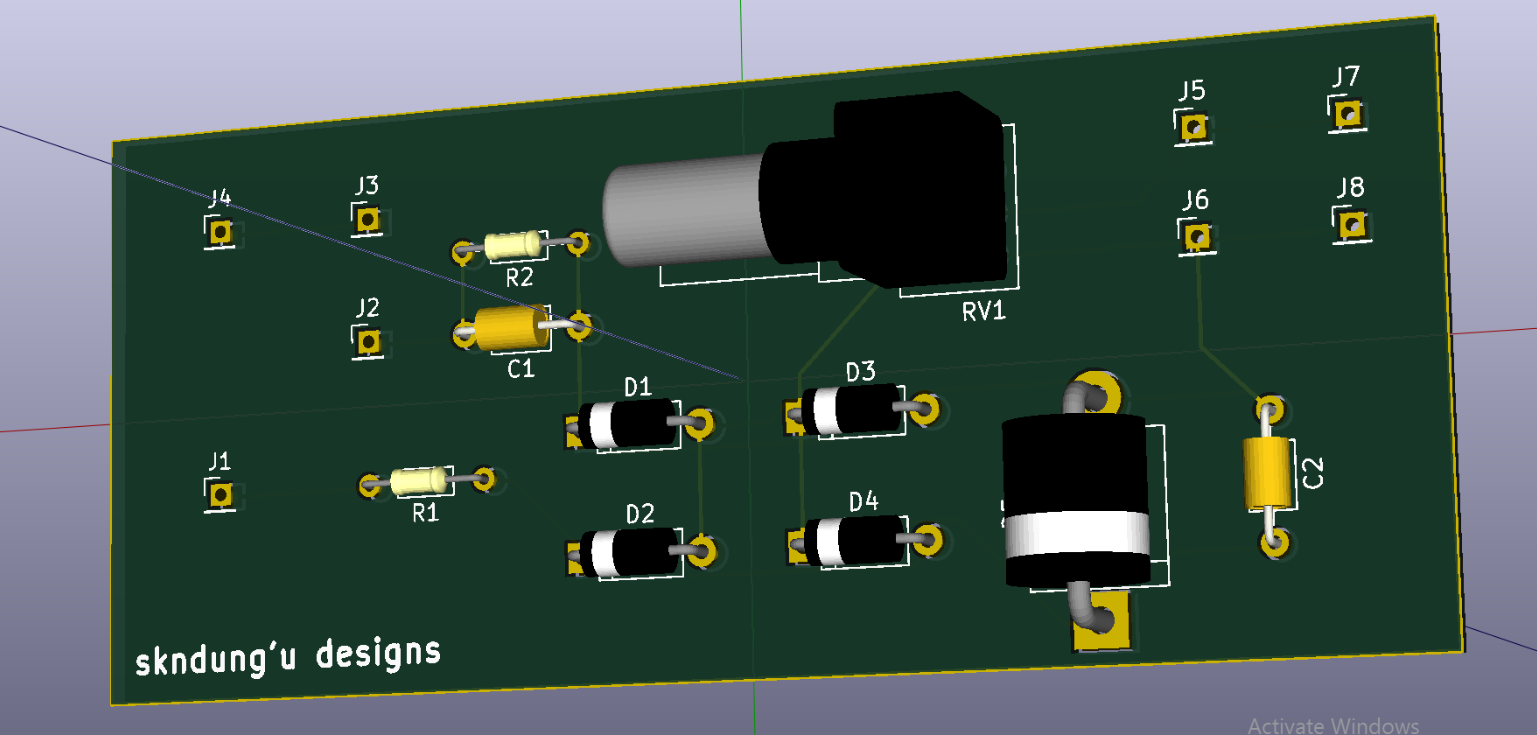 J7
J5
J8
J6
J3
J4
R2
RV1
J2
C1
D1
D3
J1
R1
C2
D2
D4
skndung'u designs
Activate Windows